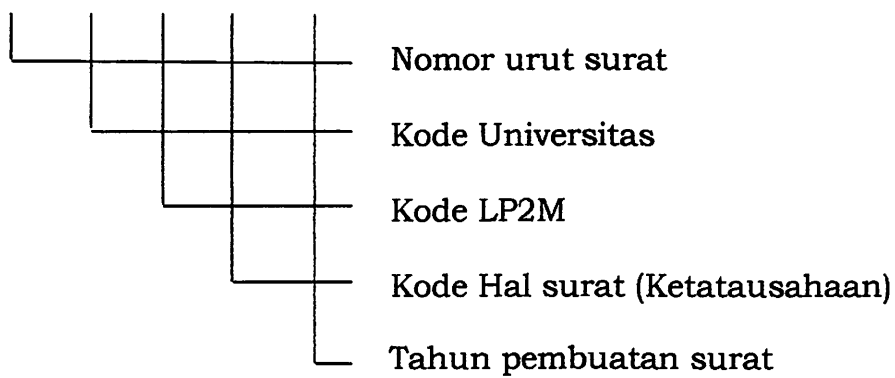 Nomor urut surat
Kode Universitas
Kode LP2M
Kode Hal surat (Ketatausahaan)
Tahun pembuatan surat